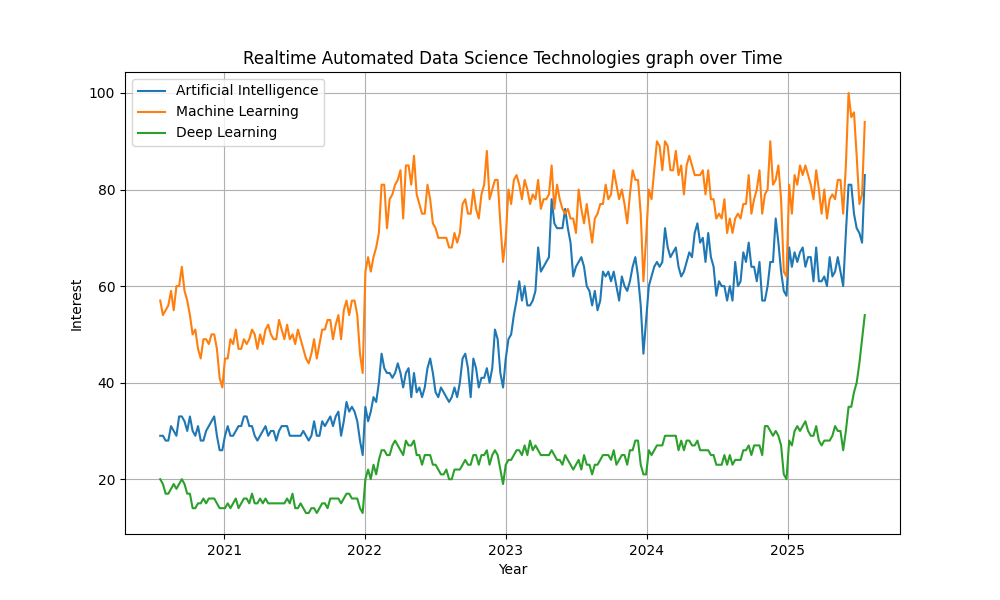 Realtime Automated Data Science Technologies graph over Time
Artificial Intelligence
Machine Learning
Deep Learning
100
80
60
40
20
Interest
2021 2022 2023 2024 2025
Year